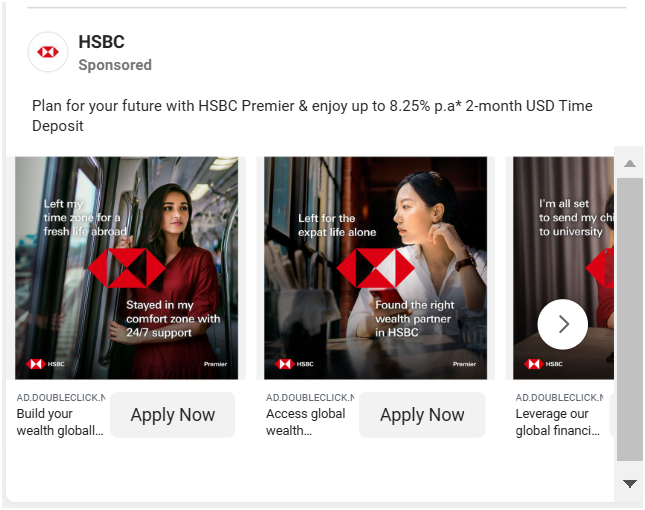 HSBC
Sponsored
Plan for your future with HSBC Premier & enjoy up to 8.25% p.a* 2-month USD Time
Deposit
Left my
time zone for a
fresh life abroad
Stayed in my
comfort zone with
24/7 support
HSBC
Premier
Left for the
expat life alone
Found the right
wealth partner
in HSBC
HSBC
Premier
I'm all set
to send my chi
to university
HSBC
AD.DOUBLECLICK.N
Build your
wealth globall...
Apply Now
AD.DOUBLECLICK.N
Access global
wealth...
Apply Now
AD.DOUBLECLICK.N
Leverage our
global financi...